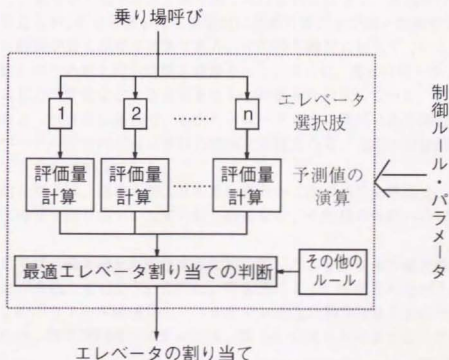 乗り場呼び
1
2
........
n
エレベータ
選択肢
評価量
計算
評価量
計算
........
評価量
計算
予測値の
演算
制御ルール・パラメータ
最適エレベータ割り当ての判断
その他の
ルール
エレベータの割り当て